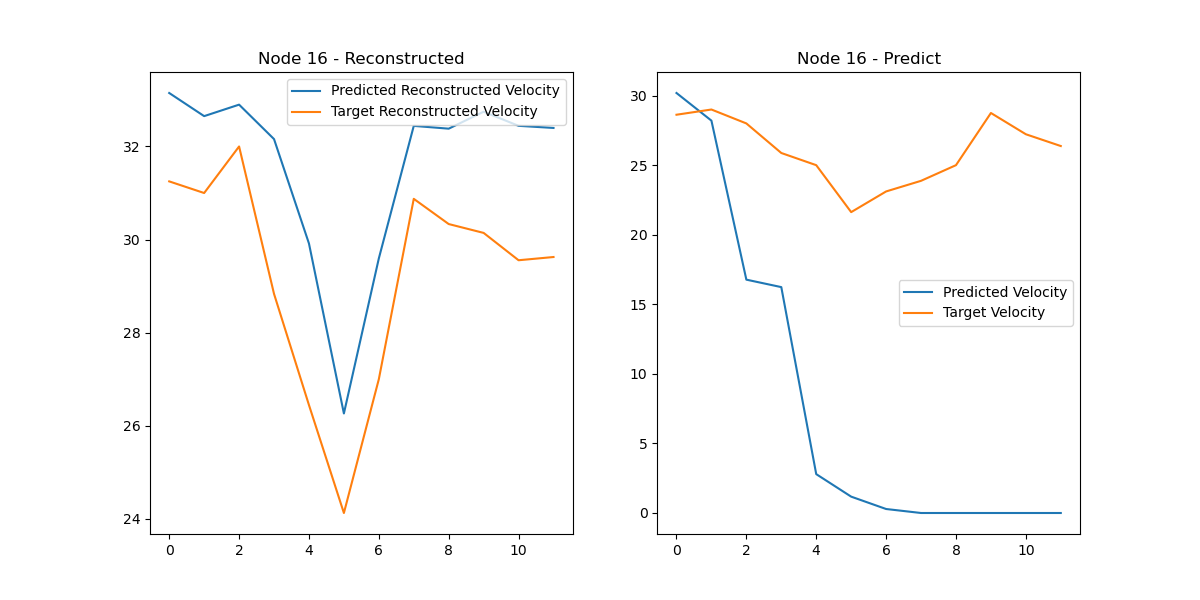 Node 16 - Reconstructed
Predicted Reconstructed Velocity
Target Reconstructed Velocity
32
30
28
26
24
0 2 4 6 8 10
Node 16 - Predict
30
25
20
15
10
5
0
Predicted Velocity
Target Velocity
0 2 4 6 8 10